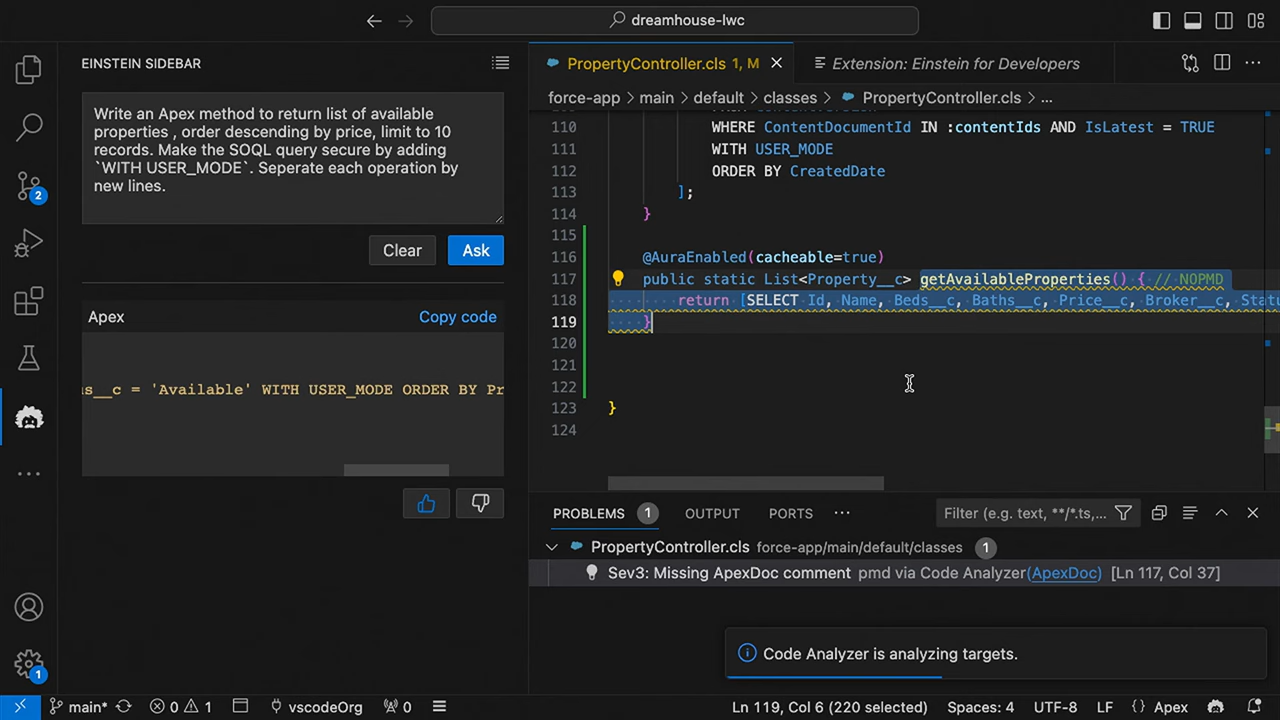 dreamhouse-lwc
EINSTEIN SIDEBAR
Write an Apex method to return list of available
properties , order descending by price, limit to 10
records. Make the SOQL query secure by adding
`WITH USER_MODE`. Seperate each operation by
new lines.
Clear
Ask
Apex
Copy code
us__c = 'Available' WITH USER_MODE ORDER BY Pr
2
1
PropertyController.cls 1, M
Extension: Einstein for Developers
force-app > main > default > classes > PropertyController.cls > ...
110 WHERE ContentDocumentId IN :contentIds AND IsLatest = TRUE
111 WITH USER_MODE
112 ORDER BY CreatedDate
113 ];
114 }
115
116 @AuraEnabled(cacheable=true)
117 public static List<Property__c> getAvailableProperties() { // NOPMD
118 return [SELECT Id, Name, Beds__c, Baths__c, Price__c, Broker__c, Statu
119 }
120
121
122
123 }
124
PROBLEMS 1 OUTPUT PORTS ...
Filter (e.g. text, **/*.ts,...
PropertyController.cls force-app/main/default/classes 1
Sev3: Missing ApexDoc comment pmd via Code Analyzer(ApexDoc) [Ln 117, Col 37]
Code Analyzer is analyzing targets.
main* 0 1 vscodeOrg 0 Ln 119, Col 6 (220 selected) Spaces: 4 UTF-8 LF {} Apex